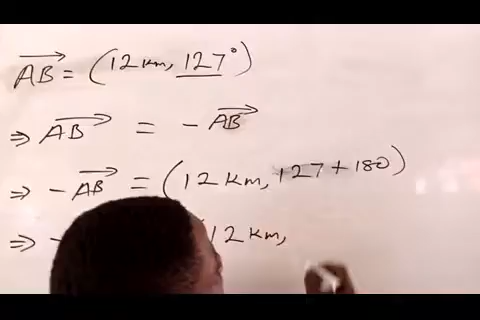 AB = (12 km, 127°)
⇒ AB = - AB
⇒ - AB = (12 km, 127 + 180)
⇒ - (12 km,